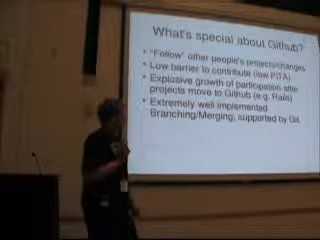 What's special about Github?
"Follow" other people's projects/changes
Low barrier to contribute (low PITA)
Explosive growth of participation after
projects move to Github (e.g. Rails)
Extremely well implemented
Branching/Merging, supported by Git